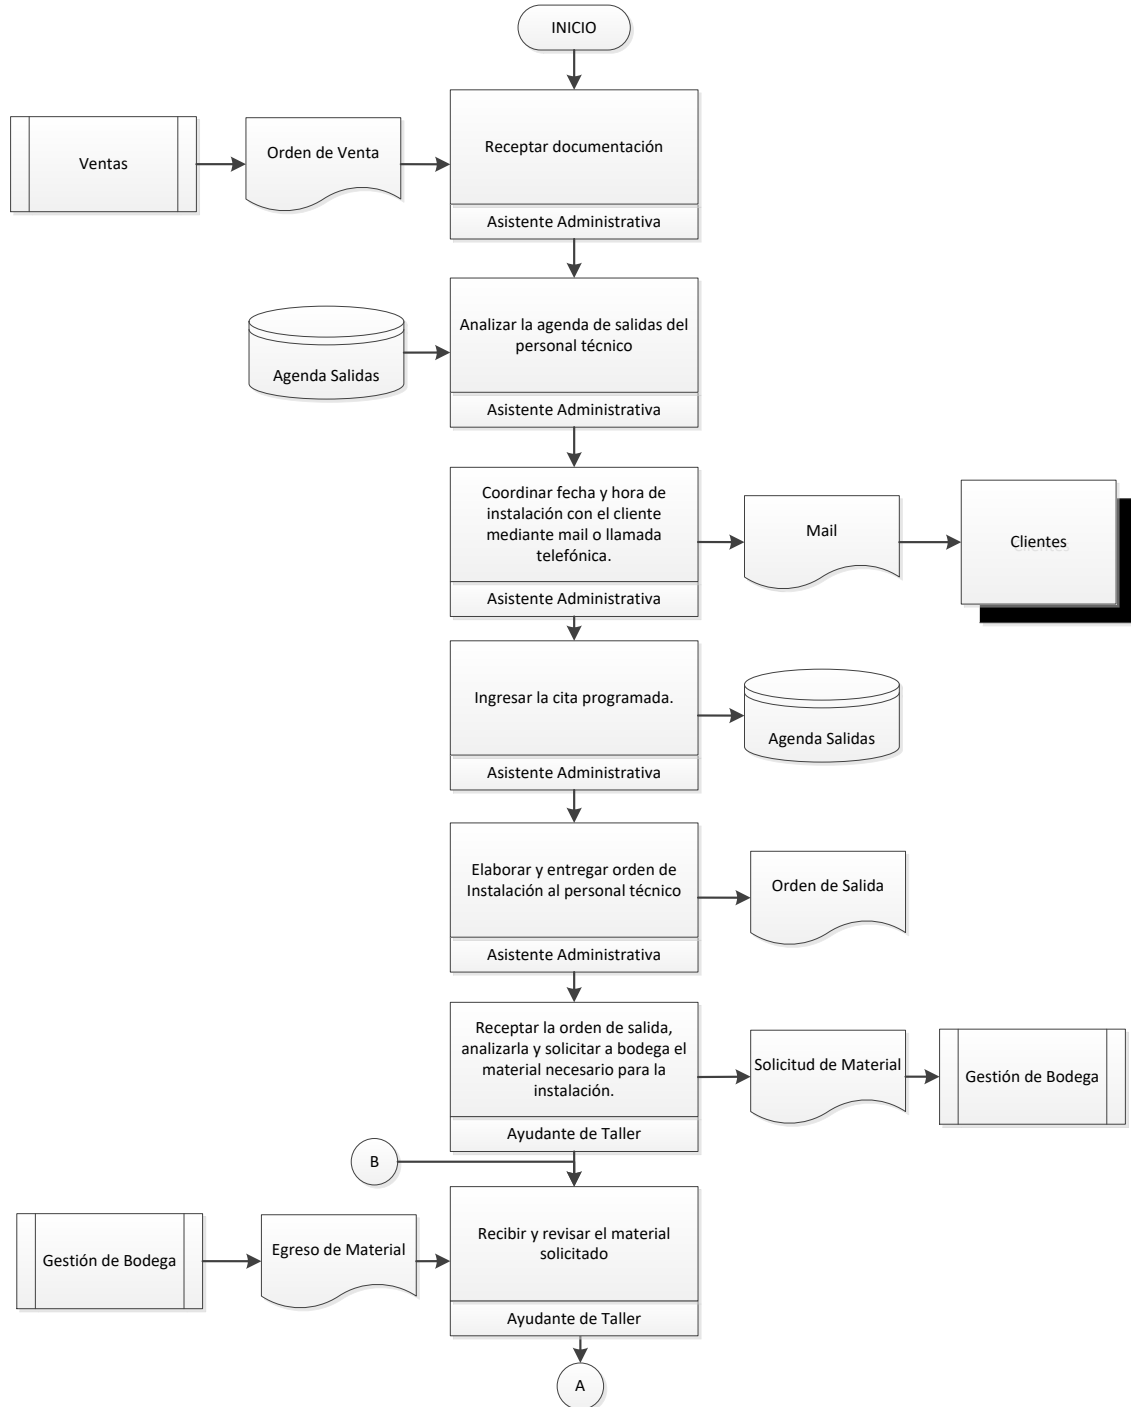 INICIO
Ventas
Orden de Venta
Receptar documentación
Asistente Administrativa
Agenda Salidas
Analizar la agenda de salidas del
personal técnico
Asistente Administrativa
Coordinar fecha y hora de
instalación con el cliente
mediante mail o llamada
telefónica.
Asistente Administrativa
Mail
Clientes
Ingresar la cita programada.
Asistente Administrativa
Agenda Salidas
Elaborar y entregar orden de
Instalación al personal técnico
Asistente Administrativa
Orden de Salida
Receptar la orden de salida,
analizarla y solicitar a bodega el
material necesario para la
instalación.
Ayudante de Taller
Solicitud de Material
Gestión de Bodega
B
Gestión de Bodega
Egreso de Material
Recibir y revisar el material
solicitado
Ayudante de Taller
A